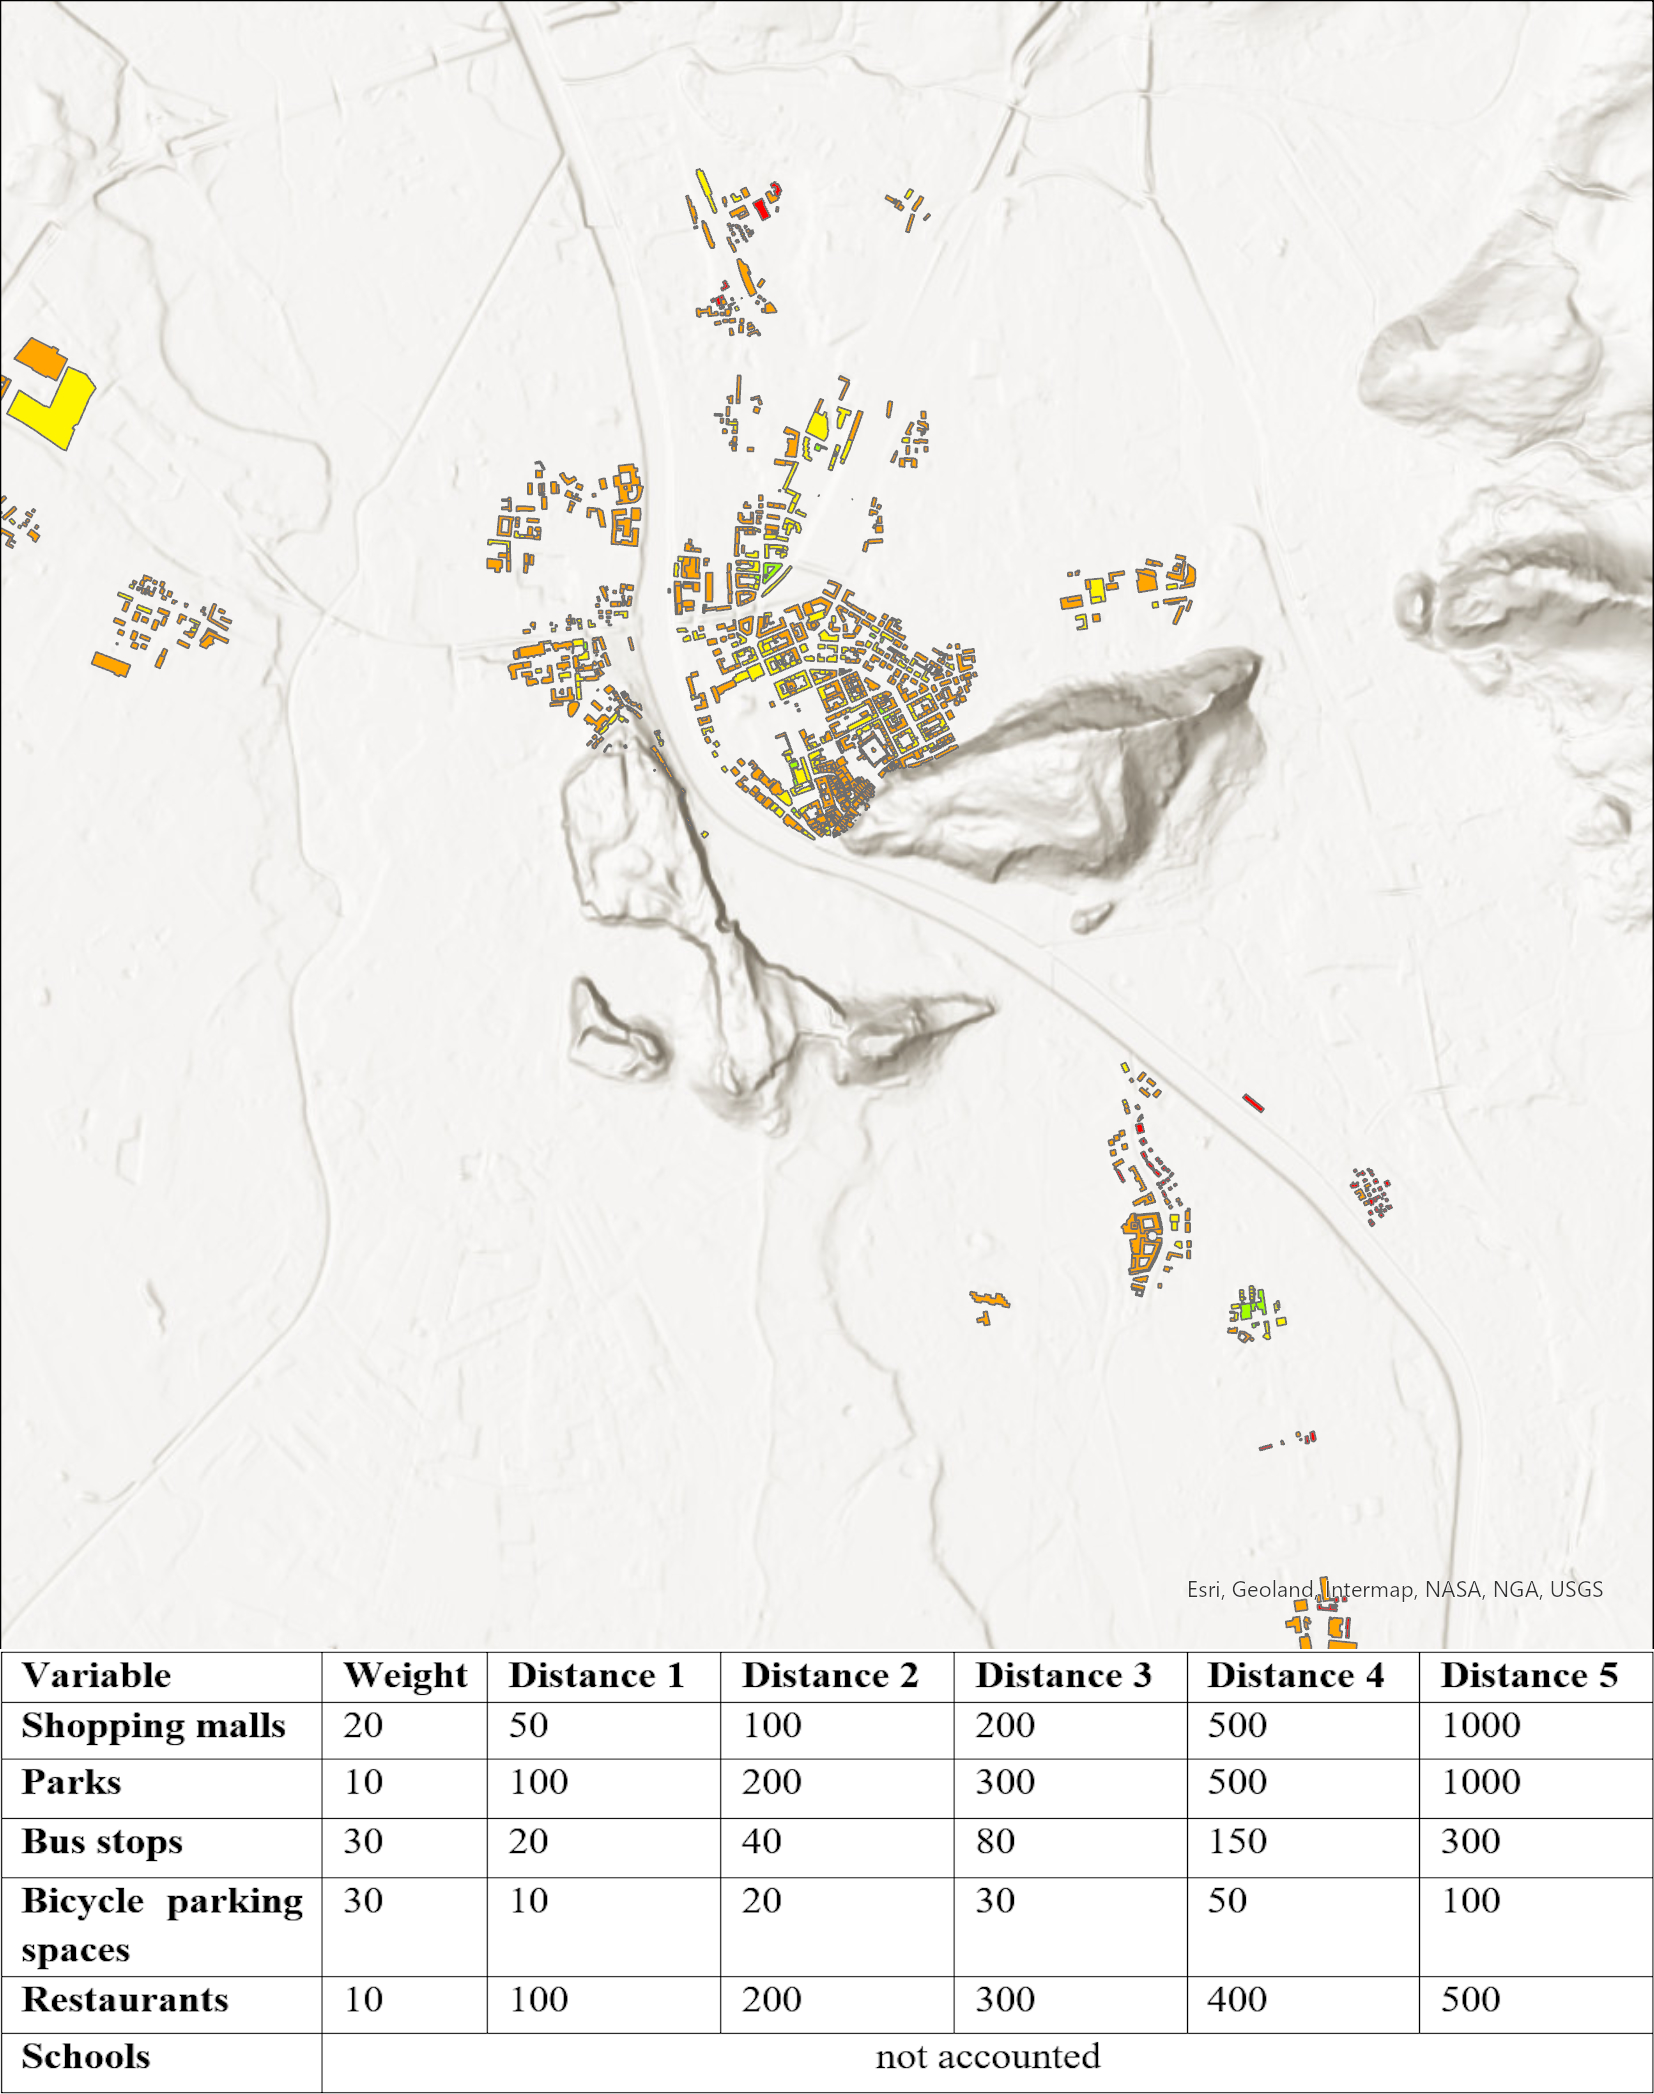 Esri, Geoland, Intermap, NASA, NGA, USGS
Variable Weight Distance 1 Distance 2 Distance 3 Distance 4 Distance 5
Shopping malls 20 50 100 200 500 1000
Parks 10 100 200 300 500 1000
Bus stops 30 20 40 80 150 300
Bicycle parking 30 10 20 30 50 100
spaces
Restaurants 10 100 200 300 400 500
Schools not accounted